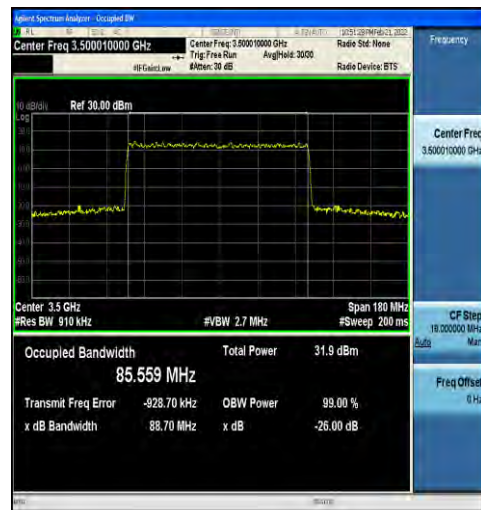 Agilent Spectrum Analyzer - Occupied BW
Center Freq 3.500010000 GHz
Center Freq: 3.500010000 GHz
Radio Std: None
Trig: Free Run
Avg|Hold: 30/30
#IFGain:Low
#Atten: 30 dB
Radio Device: BTS
Frequency
10 dB/div
Ref 30.00 dBm
Log
Center Freq
3.500010000 GHz
Center 3.5 GHz
Span 180 MHz
#Res BW 910 kHz
#VBW 2.7 MHz
#Sweep 200 ms
CF Step
18.000000 MHz
Auto
Man
Occupied Bandwidth
Total Power
31.9 dBm
85.559 MHz
Freq Offset
0 Hz
Transmit Freq Error
-928.70 kHz
OBW Power
99.00 %
x dB Bandwidth
88.70 MHz
x dB
-26.00 dB